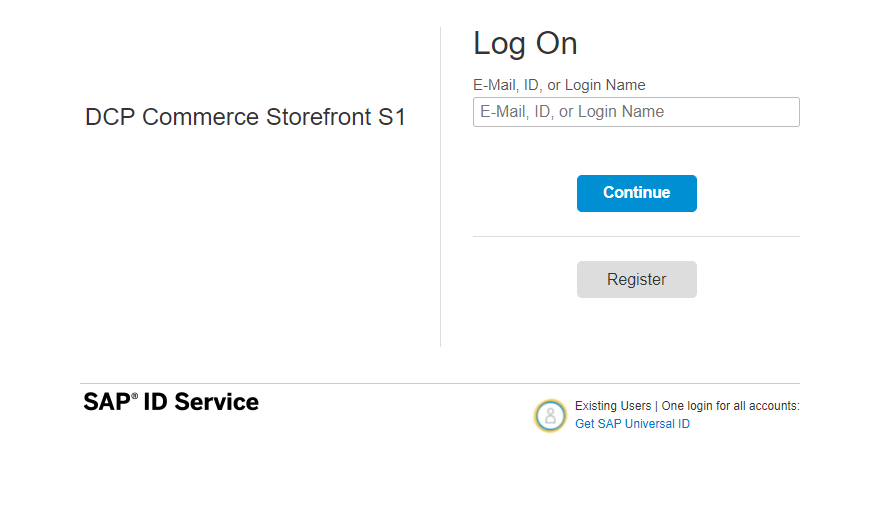 DCP Commerce Storefront S1
Log On
E-Mail, ID, or Login Name
E-Mail, ID, or Login Name
Continue
Register
SAP® ID Service
Existing Users | One login for all accounts:
Get SAP Universal ID